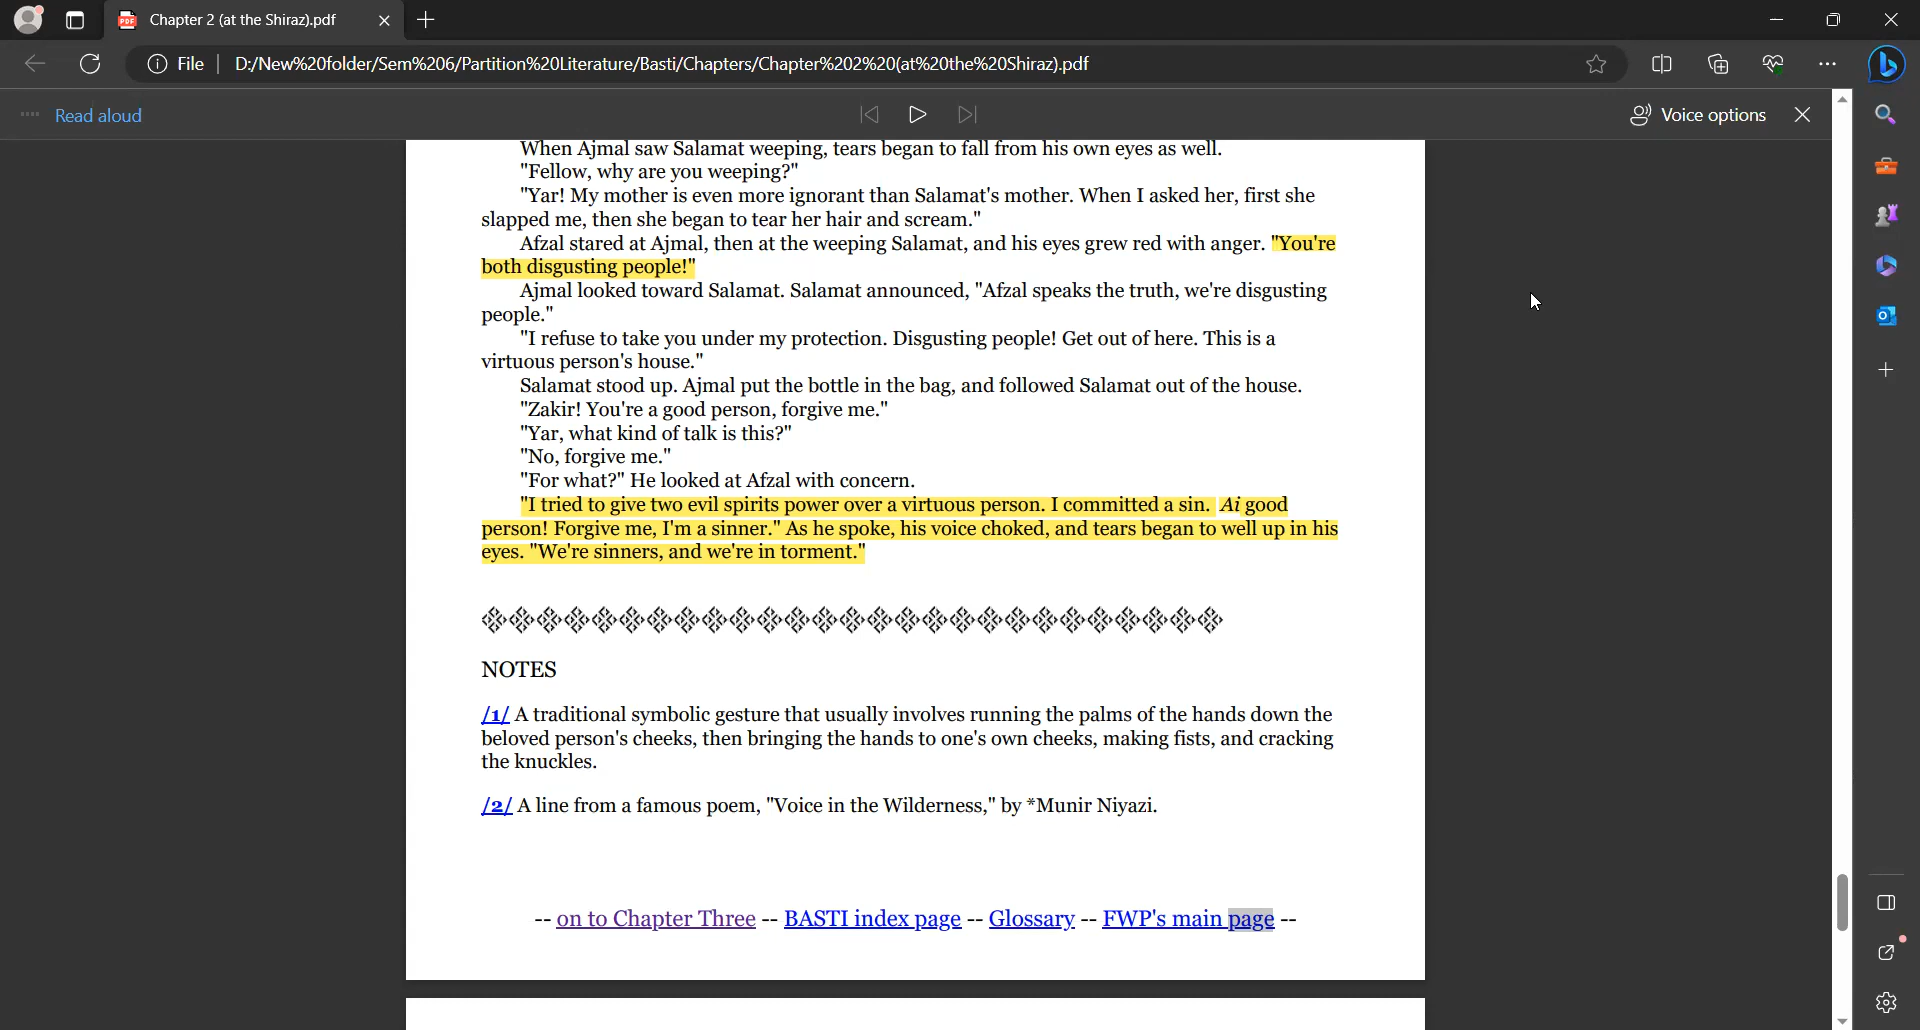 Chapter 2 (at the Shiraz).pdf
File | D:/New%20folder/Sem%206/Partition%20Literature/Basti/Chapters/Chapter%202%20(at%20the%20Shiraz).pdf
Read aloud
Voice options
When Ajmal saw Salamat weeping, tears began to fall from his own eyes as well.
"Fellow, why are you weeping?"
"Yar! My mother is even more ignorant than Salamat's mother. When I asked her, first she
slapped me, then she began to tear her hair and scream."
Afzal stared at Ajmal, then at the weeping Salamat, and his eyes grew red with anger. "You're
both disgusting people!"
Ajmal looked toward Salamat. Salamat announced, "Afzal speaks the truth, we're disgusting
people."
"I refuse to take you under my protection. Disgusting people! Get out of here. This is a
virtuous person's house."
Salamat stood up. Ajmal put the bottle in the bag, and followed Salamat out of the house.
"Zakir! You're a good person, forgive me."
"Yar, what kind of talk is this?"
"No, forgive me."
"For what?" He looked at Afzal with concern.
"I tried to give two evil spirits power over a virtuous person. I committed a sin. Ai good
person! Forgive me, I'm a sinner." As he spoke, his voice choked, and tears began to well up in his
eyes. "We're sinners, and we're in torment."
NOTES
/1/ A traditional symbolic gesture that usually involves running the palms of the hands down the
beloved person's cheeks, then bringing the hands to one's own cheeks, making fists, and cracking
the knuckles.
/2/ A line from a famous poem, "Voice in the Wilderness," by *Munir Niyazi.
-- on to Chapter Three -- BASTI index page -- Glossary -- FWP's main page --